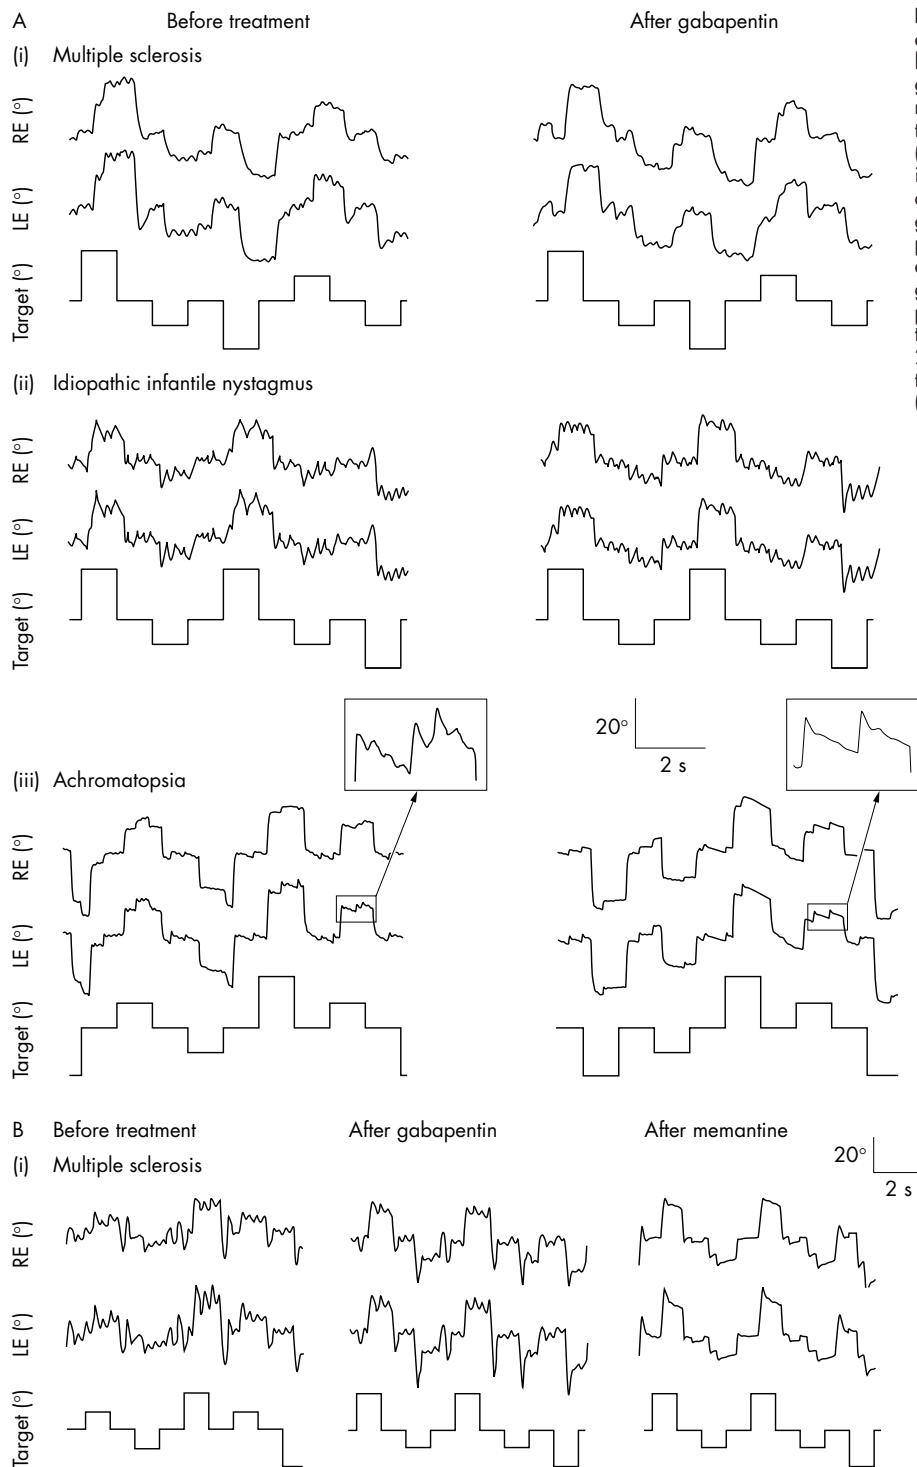 A Before treatment After gabapentin
(i) Multiple sclerosis
RE (°)
LE (°)
Target (°)
(ii) Idiopathic infantile nystagmus
RE (°)
LE (°)
Target (°)
20°
2 s
(iii) Achromatopsia
RE (°)
LE (°)
Target (°)
B Before treatment After gabapentin After memantine
(i) Multiple sclerosis
20°
2 s
RE (°)
LE (°)
Target (°)